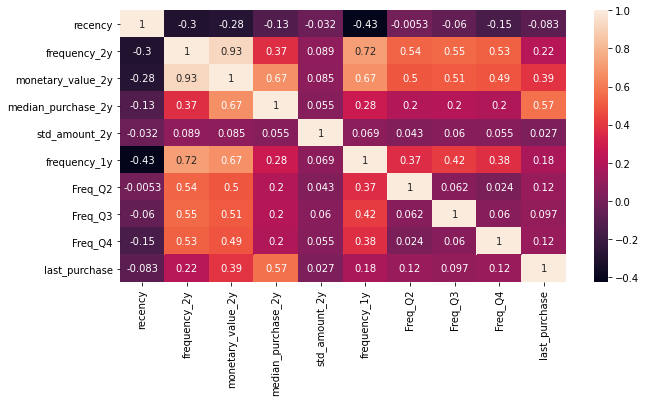 recency 1 -0.3 -0.28 -0.13 -0.032 -0.43 -0.0053 -0.06 -0.15 -0.083
frequency_2y -0.3 1 0.93 0.37 0.089 0.72 0.54 0.55 0.53 0.22
monetary_value_2y -0.28 0.93 1 0.67 0.085 0.67 0.5 0.51 0.49 0.39
median_purchase_2y -0.13 0.37 0.67 1 0.055 0.28 0.2 0.2 0.2 0.57
std_amount_2y -0.032 0.089 0.085 0.055 1 0.069 0.043 0.06 0.055 0.027
frequency_1y -0.43 0.72 0.67 0.28 0.069 1 0.37 0.42 0.38 0.18
Freq_Q2 -0.0053 0.54 0.5 0.2 0.043 0.37 1 0.062 0.024 0.12
Freq_Q3 -0.06 0.55 0.51 0.2 0.06 0.42 0.062 1 0.06 0.097
Freq_Q4 -0.15 0.53 0.49 0.2 0.055 0.38 0.024 0.06 1 0.12
last_purchase -0.083 0.22 0.39 0.57 0.027 0.18 0.12 0.097 0.12 1
recency
frequency_2y
monetary_value_2y
median_purchase_2y
std_amount_2y
frequency_1y
Freq_Q2
Freq_Q3
Freq_Q4
last_purchase
1.0
0.8
0.6
0.4
0.2
0.0
−0.2
−0.4